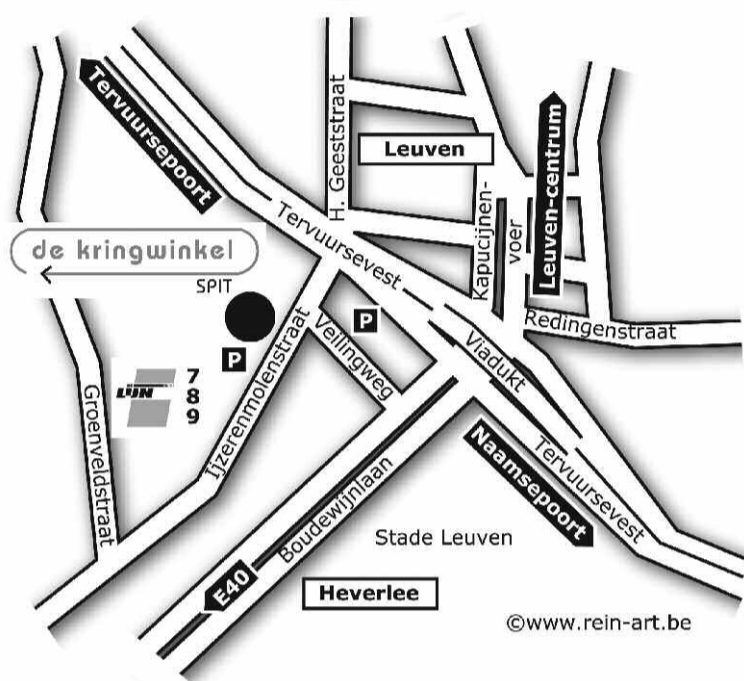 Tervuursepoort
H. Geeststraat
Leuven
Kapucijnen-
voer
Leuven-centrum
Tervuursevest
de kringwinkel
SPIT
P
P
Veilingweg
Redingenstraat
Viadukt
LIJN
7
8
9
Groenveldstraat
Ijzerenmolenstraat
Boudewijnlaan
Naamsepoort
Tervuursevest
Stade Leuven
E40
Heverlee
©www.rein-art.be